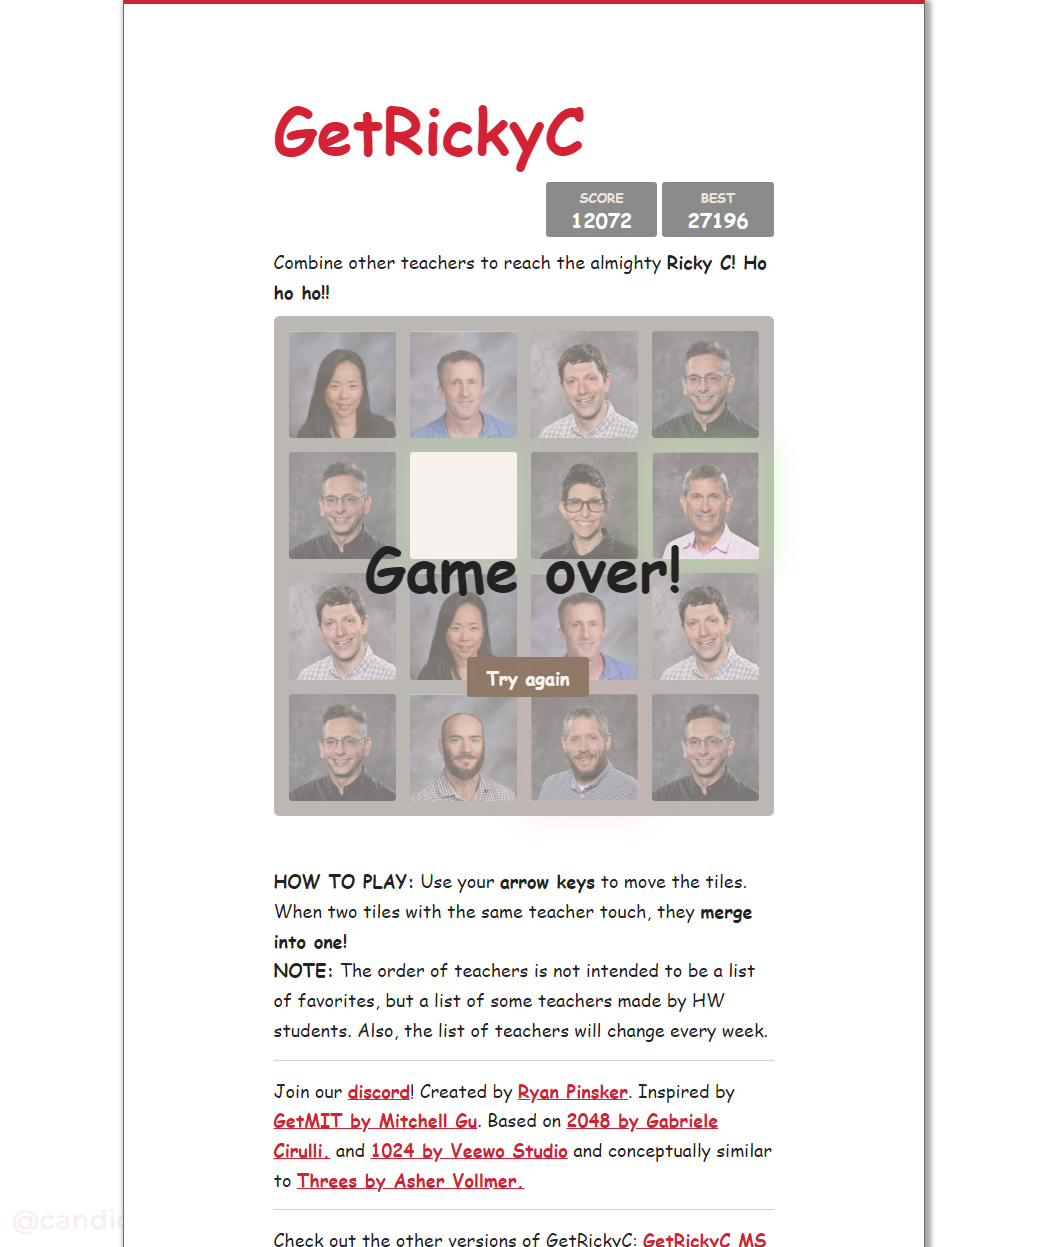 GetRickyC
SCORE
12072
BEST
27196
Combine other teachers to reach the almighty Ricky C! Ho
ho ho!!
Game over!
Try again
HOW TO PLAY: Use your arrow keys to move the tiles.
When two tiles with the same teacher touch, they merge
into one!
NOTE: The order of teachers is not intended to be a list
of favorites, but a list of some teachers made by HW
students. Also, the list of teachers will change every week.
Join our discord! Created by Ryan Pinsker. Inspired by
GetMIT by Mitchell Gu. Based on 2048 by Gabriele
Cirulli. and 1024 by Veewo Studio and conceptually similar
to Threes by Asher Vollmer.
@candi
Check out the other versions of GetRickyC: GetRickyC MS